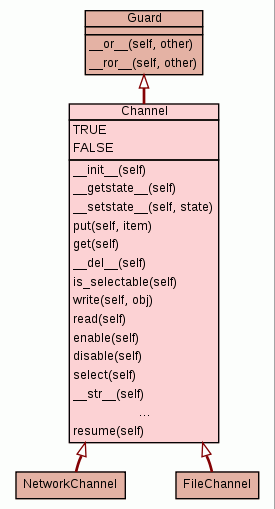 Guard
__or__(self, other)
__ror__(self, other)
Channel
TRUE
FALSE
__init__(self)
__getstate__(self)
__setstate__(self, state)
put(self, item)
get(self)
__del__(self)
is_selectable(self)
write(self, obj)
read(self)
enable(self)
disable(self)
select(self)
__str__(self)
...
resume(self)
NetworkChannel
FileChannel